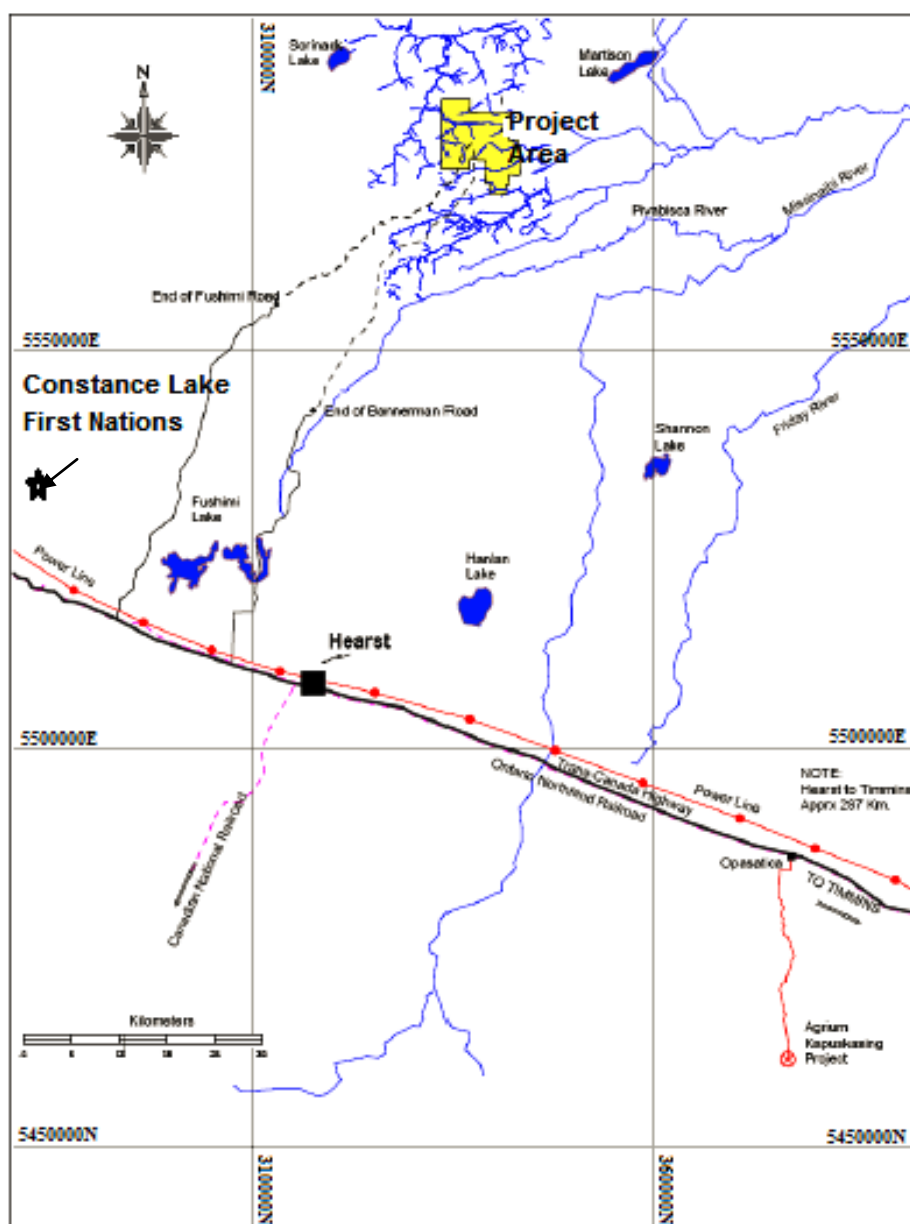 310000N
Sorinack
Lake
Martison
Lake
N
Project
Area
Missinaibi River
Pivabisca River
End of Fushimi Road
5550000E
5550000E
Constance Lake
First Nations
End of Bannerman Road
Friday River
Shannon
Lake
Fushimi
Lake
Power Line
Hanlan
Lake
Hearst
5500000E
5500000E
Trans-Canada Highway
Ontario Northland Railroad
NOTE:
Hearst to Timmins
Apprx 287 Km.
Power Line
Canadian National Railroad
Opasatica
TO TIMMINS
Kilometers
Agrium
Kapuskasing
Project
5450000N
5450000N
310000N
360000N